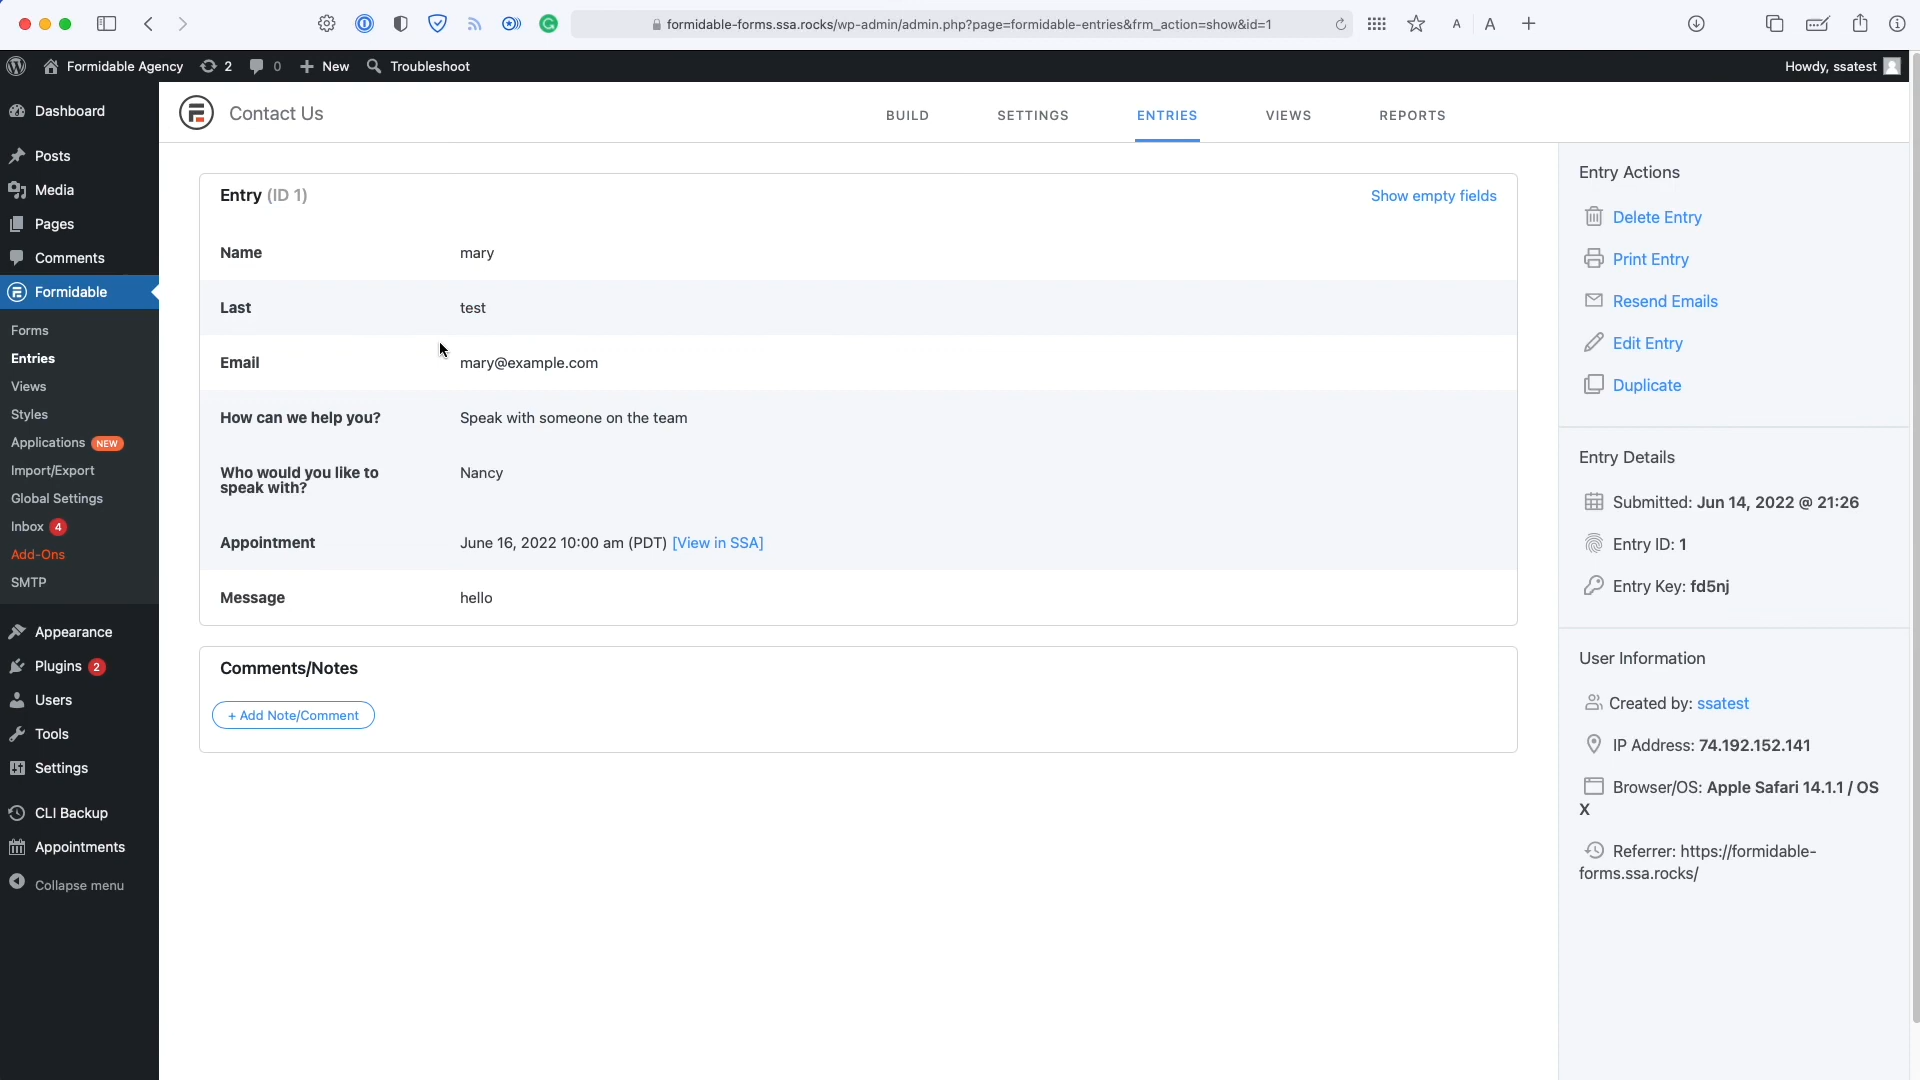 formidable-forms.ssa.rocks/wp-admin/admin.php?page=formidable-entries&frm_action=show&id=1
A A
Formidable Agency 2 0 New Troubleshoot Howdy, ssatest
Dashboard
Posts
Media
Pages
Comments
Formidable
Forms
Entries
Views
Styles
Applications NEW
Import/Export
Global Settings
Inbox 4
Add-Ons
SMTP
Appearance
Plugins 2
Users
Tools
Settings
CLI Backup
Appointments
Collapse menu
Contact Us
BUILD SETTINGS ENTRIES VIEWS REPORTS
Entry (ID 1) Show empty fields
Name mary
Last test
Email mary@example.com
How can we help you? Speak with someone on the team
Who would you like to Nancy
speak with?
Appointment June 16, 2022 10:00 am (PDT) [View in SSA]
Message hello
Comments/Notes
+ Add Note/Comment
Entry Actions
Delete Entry
Print Entry
Resend Emails
Edit Entry
Duplicate
Entry Details
Submitted: Jun 14, 2022 @ 21:26
Entry ID: 1
Entry Key: fd5nj
User Information
Created by: ssatest
IP Address: 74.192.152.141
Browser/OS: Apple Safari 14.1.1 / OS
X
Referrer: https://formidable-
forms.ssa.rocks/